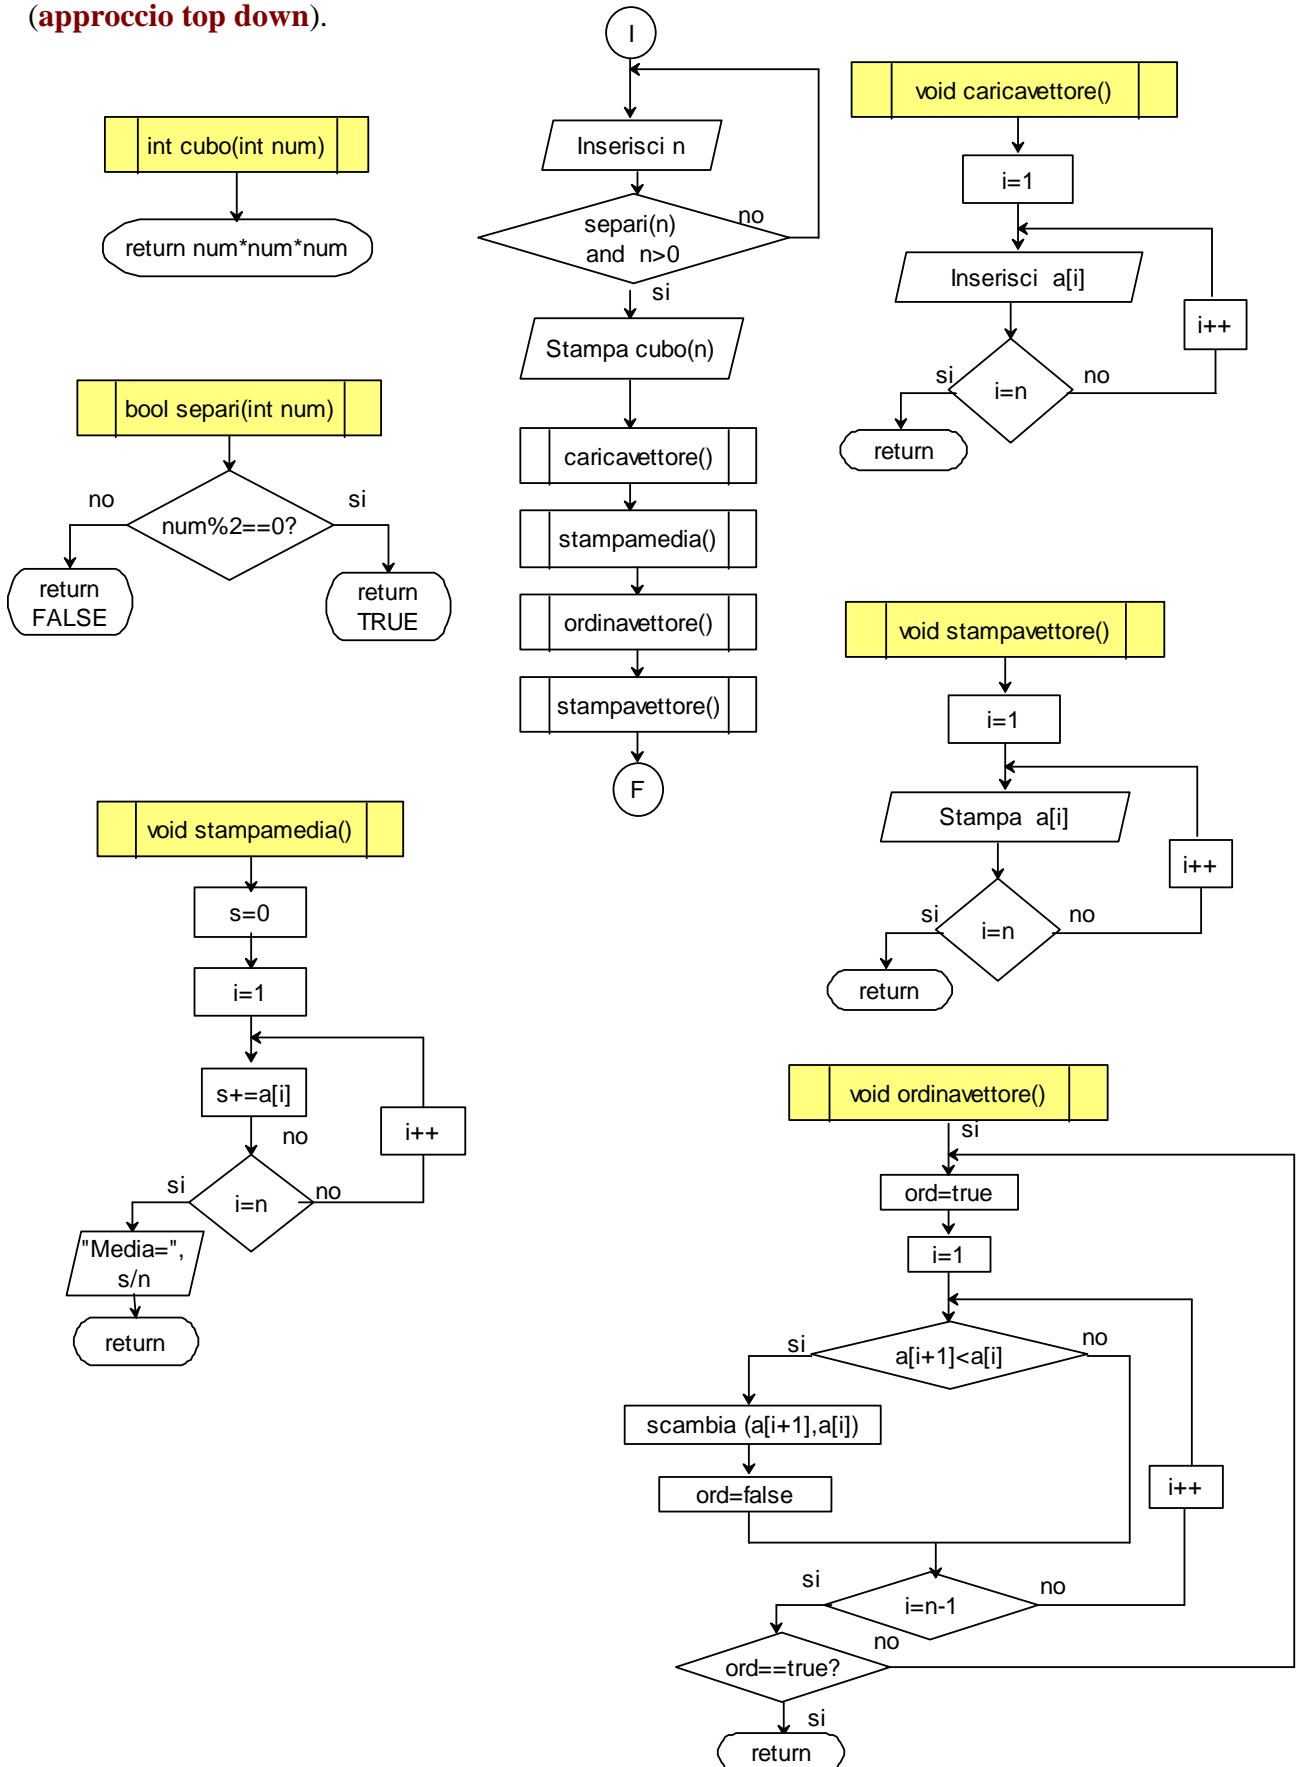 (approccio top down).
I
Inserisci n
separi(n)
and n>0
no
si
Stampa cubo(n)
caricavettore()
stampamedia()
ordinavettore()
stampavettore()
F
int cubo(int num)
return num*num*num
bool separi(int num)
num%2==0?
no
si
return
FALSE
return
TRUE
void stampamedia()
s=0
i=1
s+=a[i]
no
i++
i=n
si
no
"Media=",
s/n
return
void caricavettore()
i=1
Inserisci a[i]
i++
i=n
si
no
return
void stampavettore()
i=1
Stampa a[i]
i++
i=n
si
no
return
void ordinavettore()
si
ord=true
i=1
a[i+1]<a[i]
si
no
scambia (a[i+1],a[i])
ord=false
i++
i=n-1
si
no
ord==true?
no
si
return